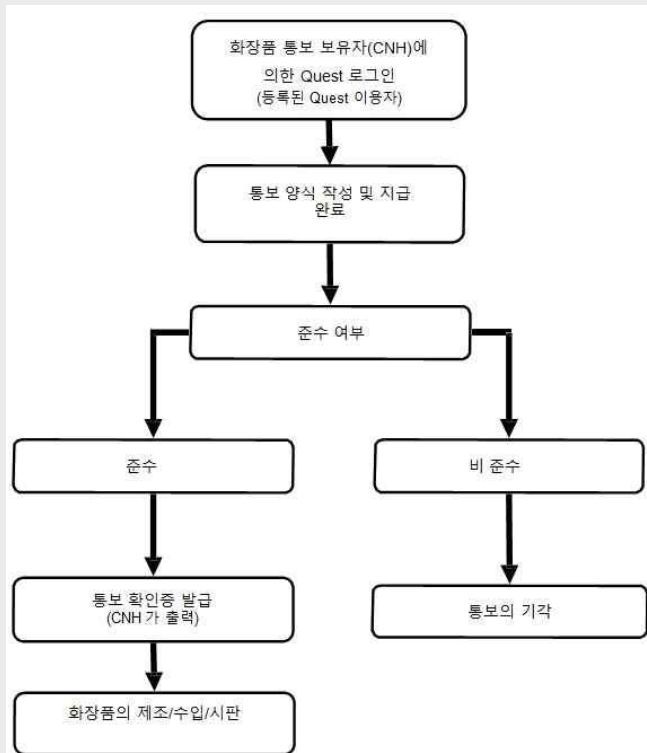 화장품 통보 보유자(CNH)에
의한 Quest 로그인
(등록된 Quest 이용자)
통보 양식 작성 및 지급
완료
준수 여부
준수
비 준수
통보 확인증 발급
(CNH 가 출력)
통보의 기각
화장품의 제조/수입/시판